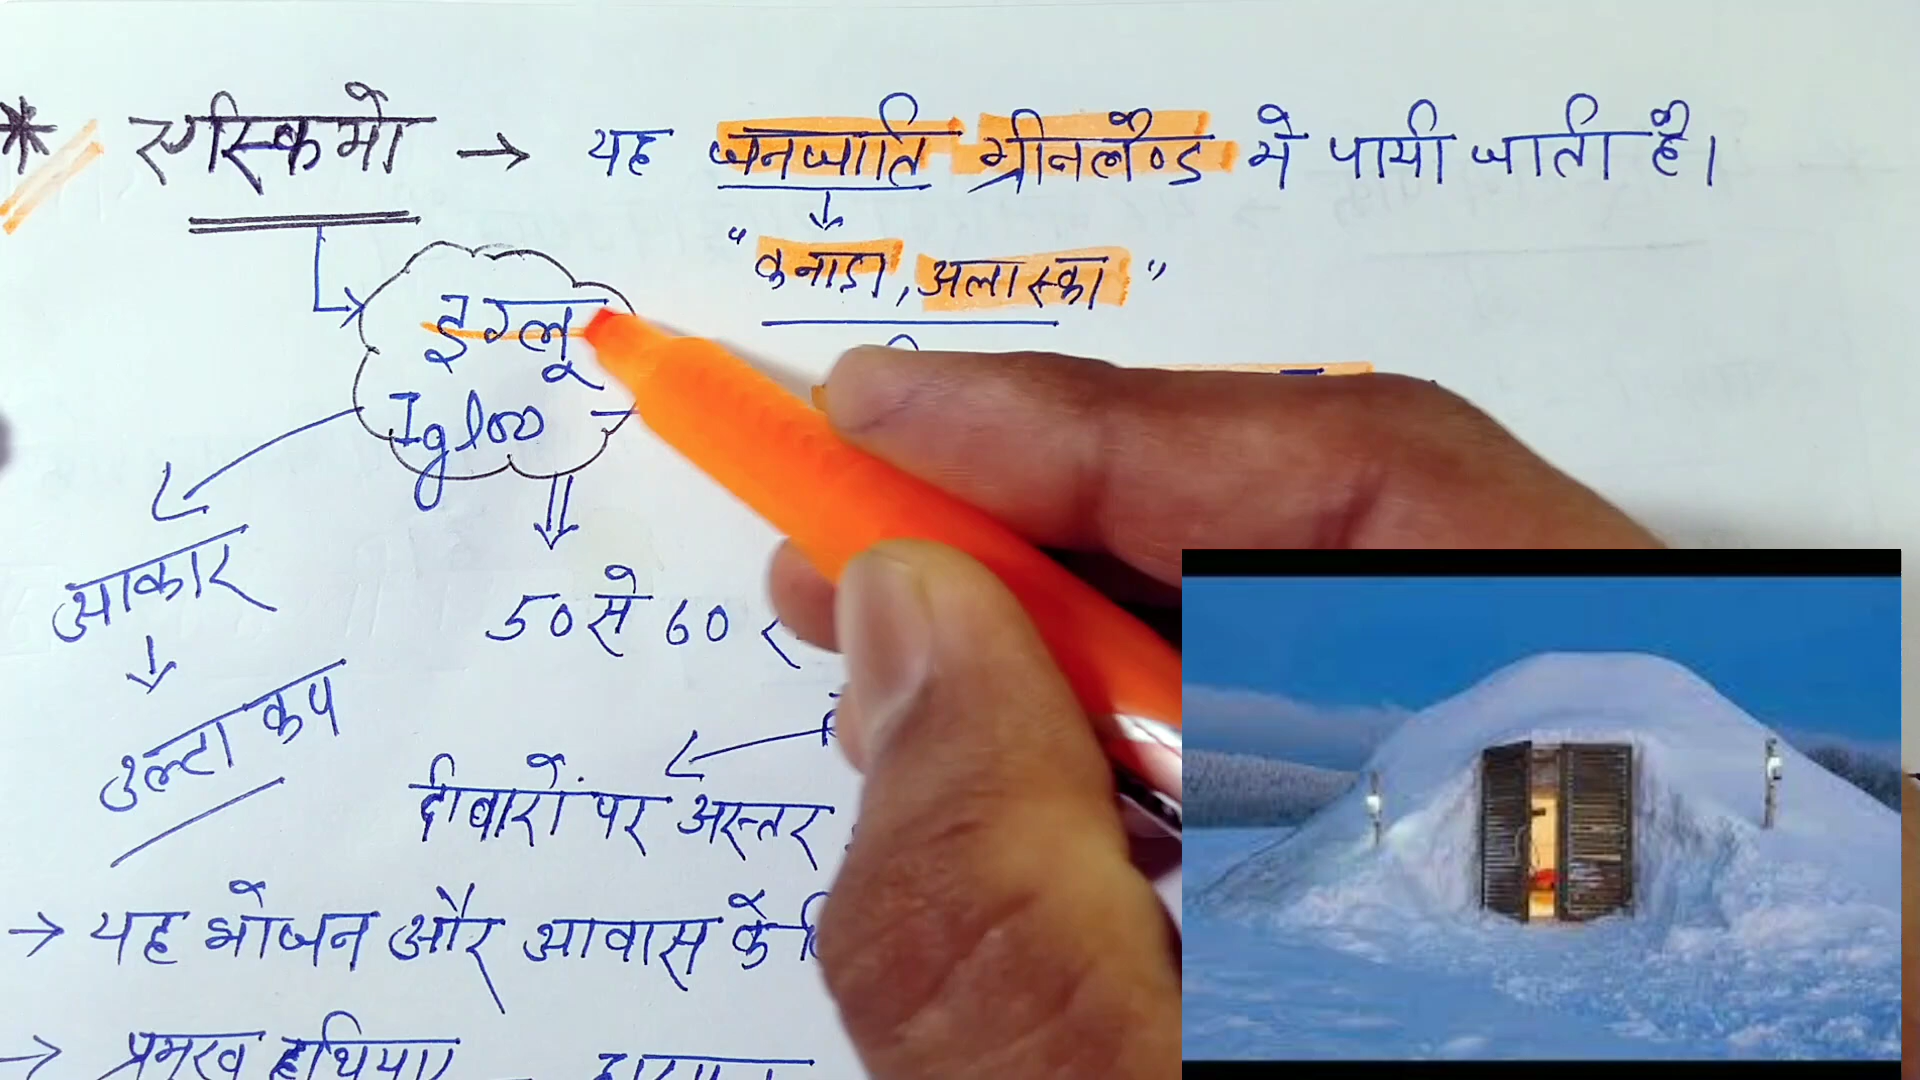 * एस्किमो → यह जनजाति ग्रीनलैण्ड में पायी जाती है।
"कनाडा, अलास्का"
इग्लू
Igloo
आकार
50 से 60
उल्टा कप
दीवारों पर अस्तर
→ यह भोजन और आवास के
→ प्रमुख हथियार